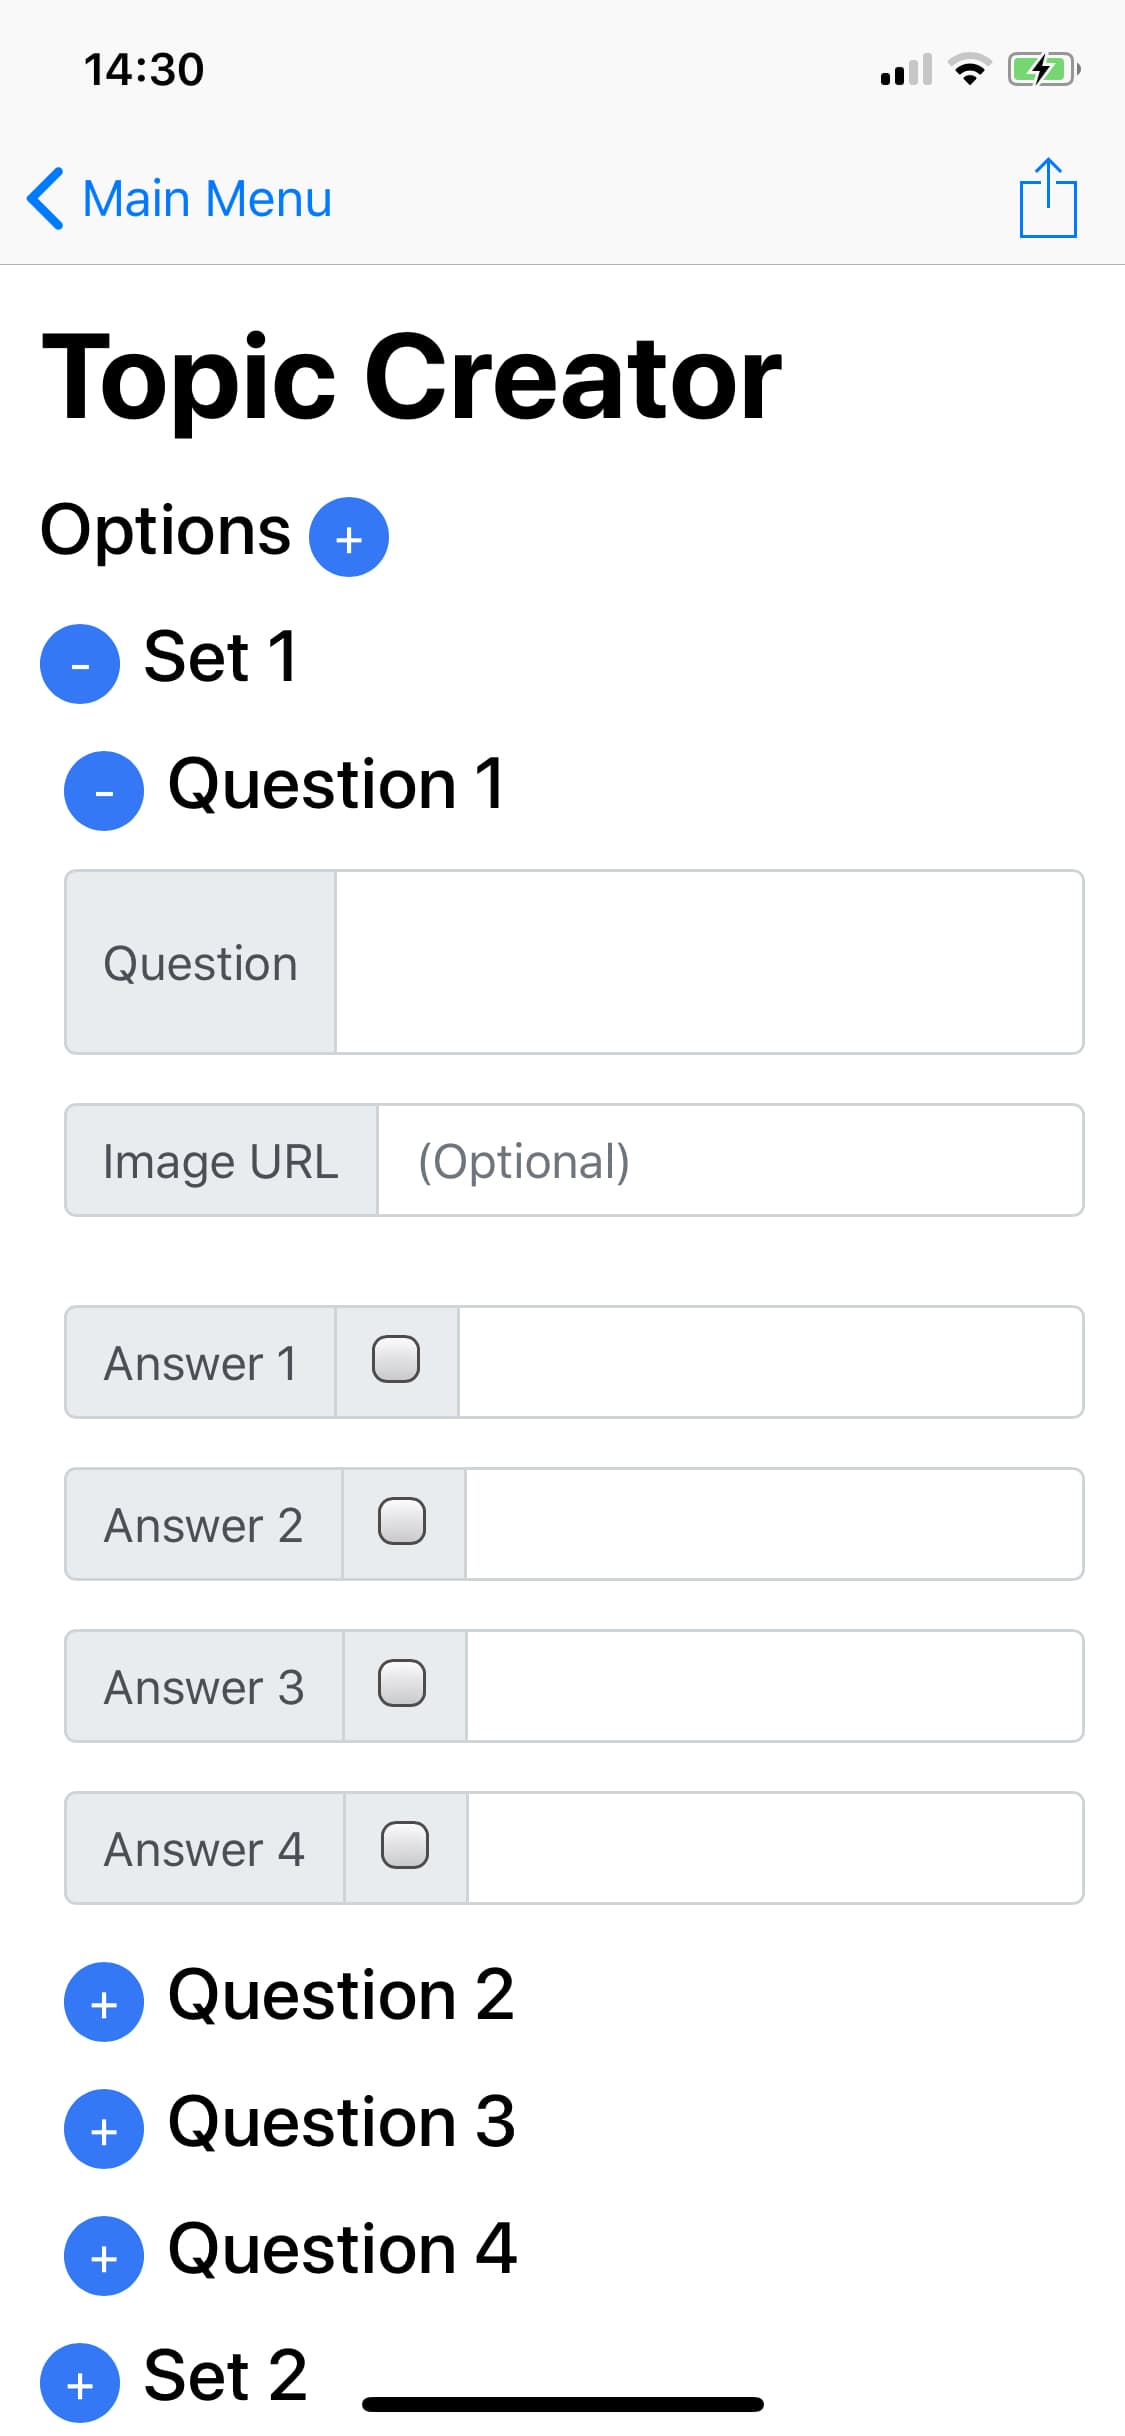 14:30
Main Menu
Topic Creator
Options +
- Set 1
- Question 1
Question
Image URL (Optional)
Answer 1
Answer 2
Answer 3
Answer 4
+ Question 2
+ Question 3
+ Question 4
+ Set 2